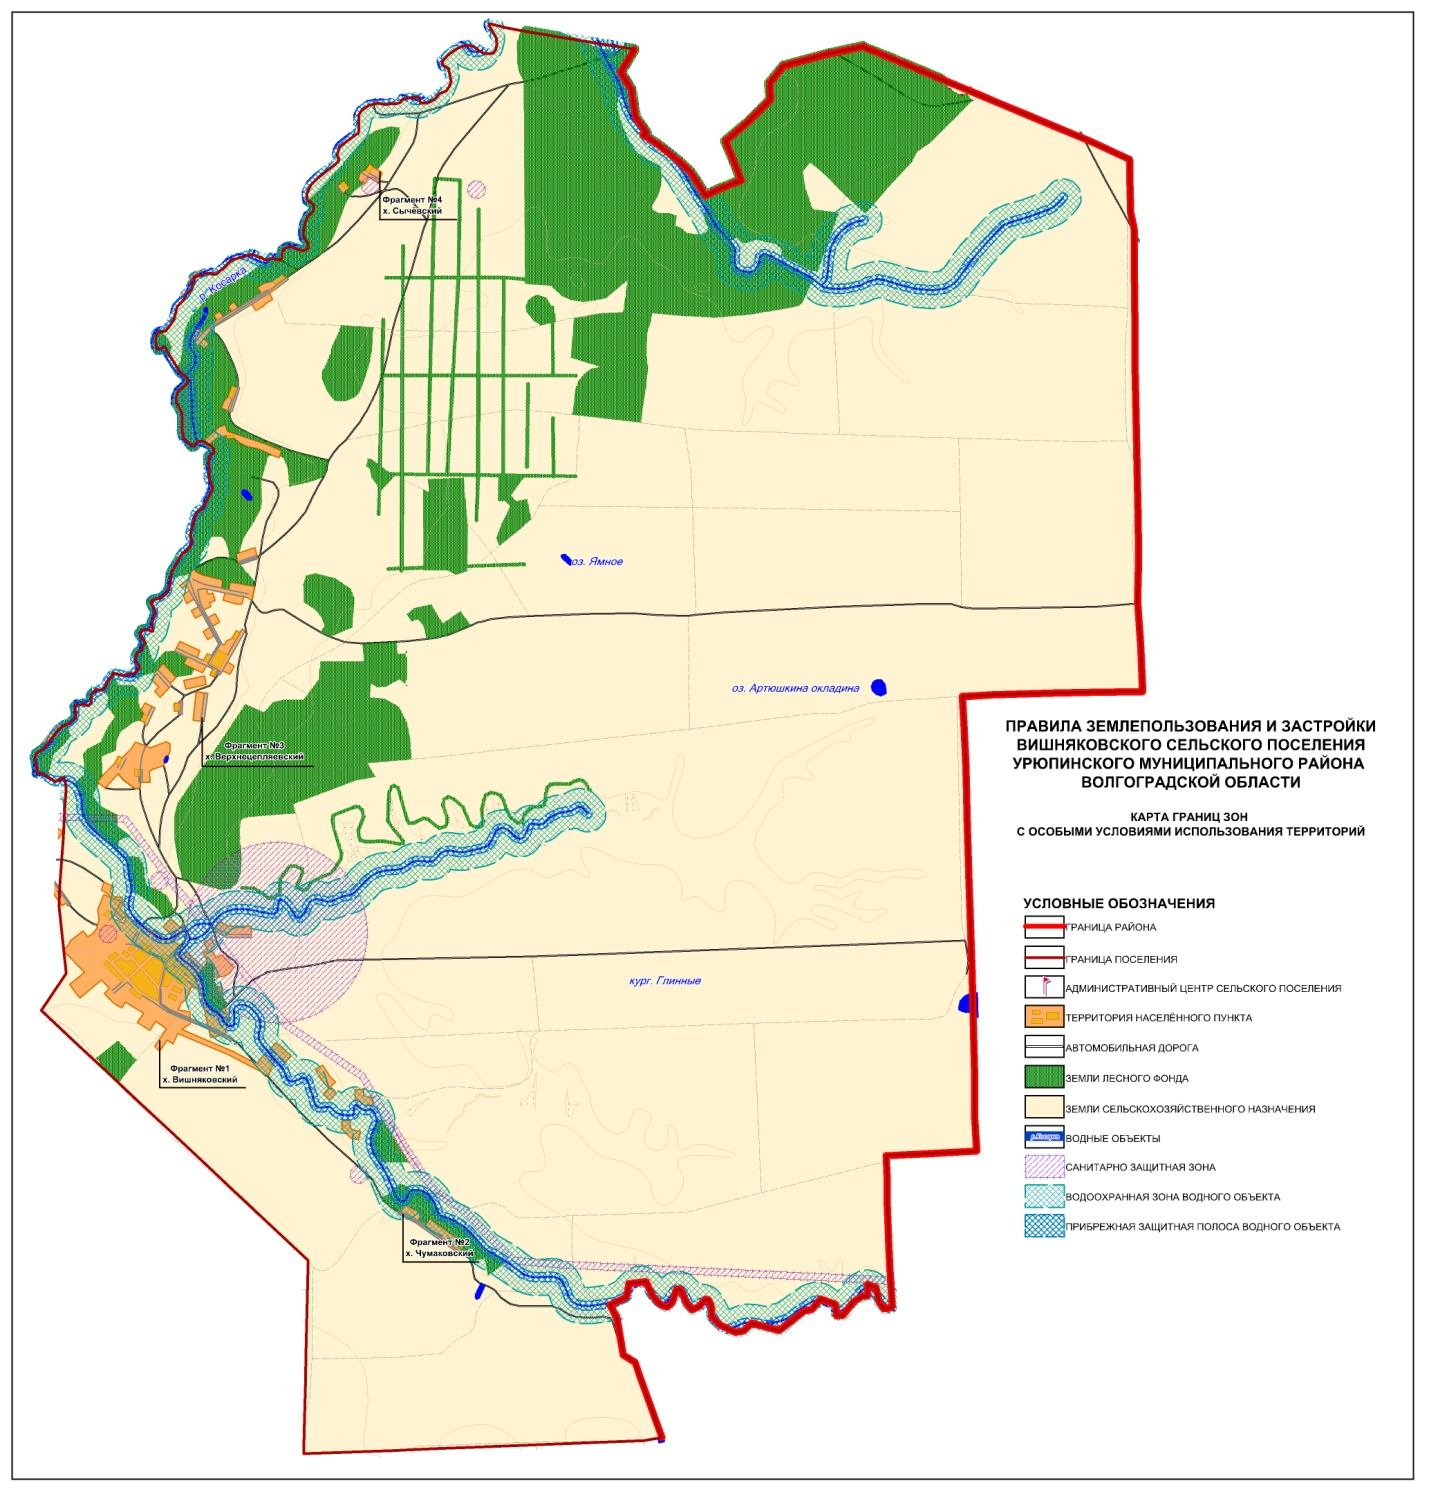 Фрагмент №4
х. Сычёвский
р. Косарка
оз. Ямное
оз. Артюшкина окладина
Фрагмент №3
х. Верхнецепляевский
кург. Глинные
Фрагмент №1
х. Вишняковский
Фрагмент №2
х. Чумаковский
ПРАВИЛА ЗЕМЛЕПОЛЬЗОВАНИЯ И ЗАСТРОЙКИ
ВИШНЯКОВСКОГО СЕЛЬСКОГО ПОСЕЛЕНИЯ
УРЮПИНСКОГО МУНИЦИПАЛЬНОГО РАЙОНА
ВОЛГОГРАДСКОЙ ОБЛАСТИ
КАРТА ГРАНИЦ ЗОН
С ОСОБЫМИ УСЛОВИЯМИ ИСПОЛЬЗОВАНИЯ ТЕРРИТОРИЙ
УСЛОВНЫЕ ОБОЗНАЧЕНИЯ
ГРАНИЦА РАЙОНА
ГРАНИЦА ПОСЕЛЕНИЯ
АДМИНИСТРАТИВНЫЙ ЦЕНТР СЕЛЬСКОГО ПОСЕЛЕНИЯ
ТЕРРИТОРИЯ НАСЕЛЁННОГО ПУНКТА
АВТОМОБИЛЬНАЯ ДОРОГА
ЗЕМЛИ ЛЕСНОГО ФОНДА
ЗЕМЛИ СЕЛЬСКОХОЗЯЙСТВЕННОГО НАЗНАЧЕНИЯ
р.Косарка ВОДНЫЕ ОБЪЕКТЫ
САНИТАРНО ЗАЩИТНАЯ ЗОНА
ВОДООХРАННАЯ ЗОНА ВОДНОГО ОБЪЕКТА
ПРИБРЕЖНАЯ ЗАЩИТНАЯ ПОЛОСА ВОДНОГО ОБЪЕКТА